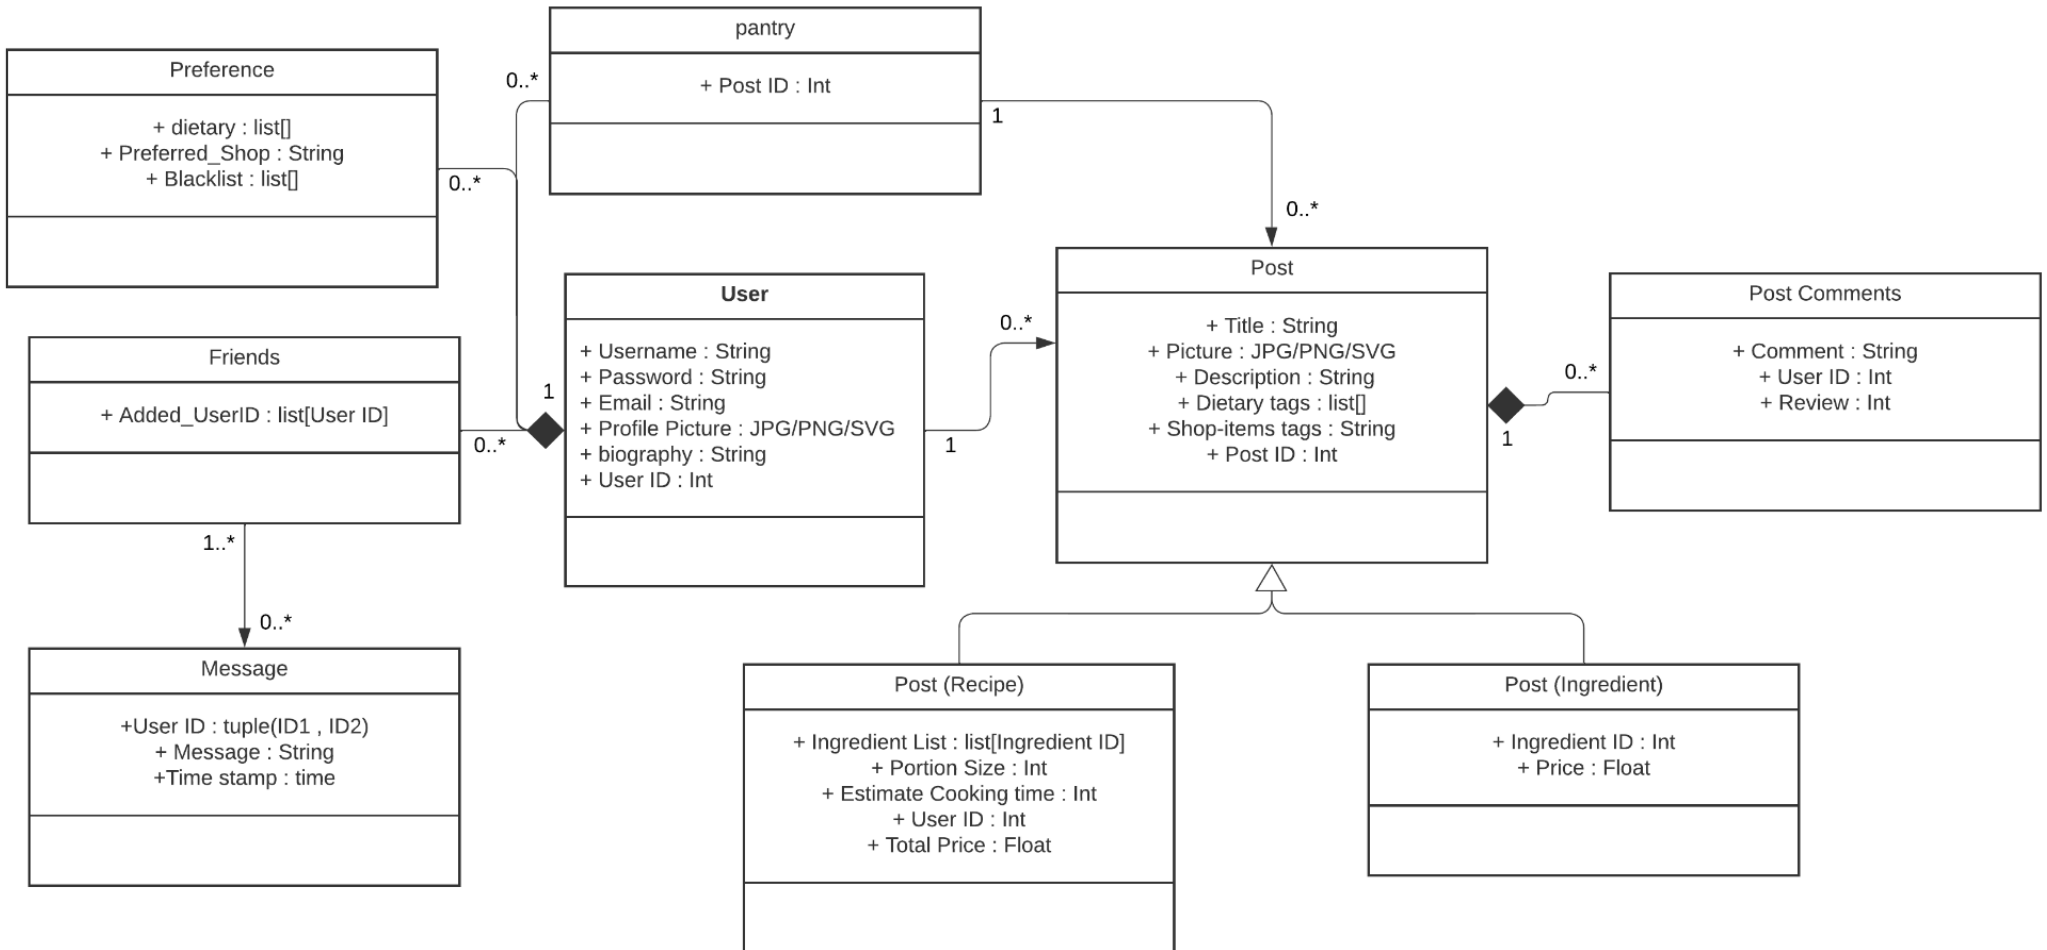 pantry
+ Post ID : Int
0..*
1
Preference
+ dietary : list[]
+ Preferred_Shop : String
+ Blacklist : list[]
0..*
0..*
Post
+ Title : String
+ Picture : JPG/PNG/SVG
+ Description : String
+ Dietary tags : list[]
+ Shop-items tags : String
+ Post ID : Int
User
+ Username : String
+ Password : String
+ Email : String
+ Profile Picture : JPG/PNG/SVG
+ biography : String
+ User ID : Int
1
0..*
1
Post Comments
+ Comment : String
+ User ID : Int
+ Review : Int
0..*
1
Friends
+ Added_UserID : list[User ID]
0..*
1..*
0..*
Message
+User ID : tuple(ID1 , ID2)
+ Message : String
+Time stamp : time
Post (Recipe)
+ Ingredient List : list[Ingredient ID]
+ Portion Size : Int
+ Estimate Cooking time : Int
+ User ID : Int
+ Total Price : Float
Post (Ingredient)
+ Ingredient ID : Int
+ Price : Float